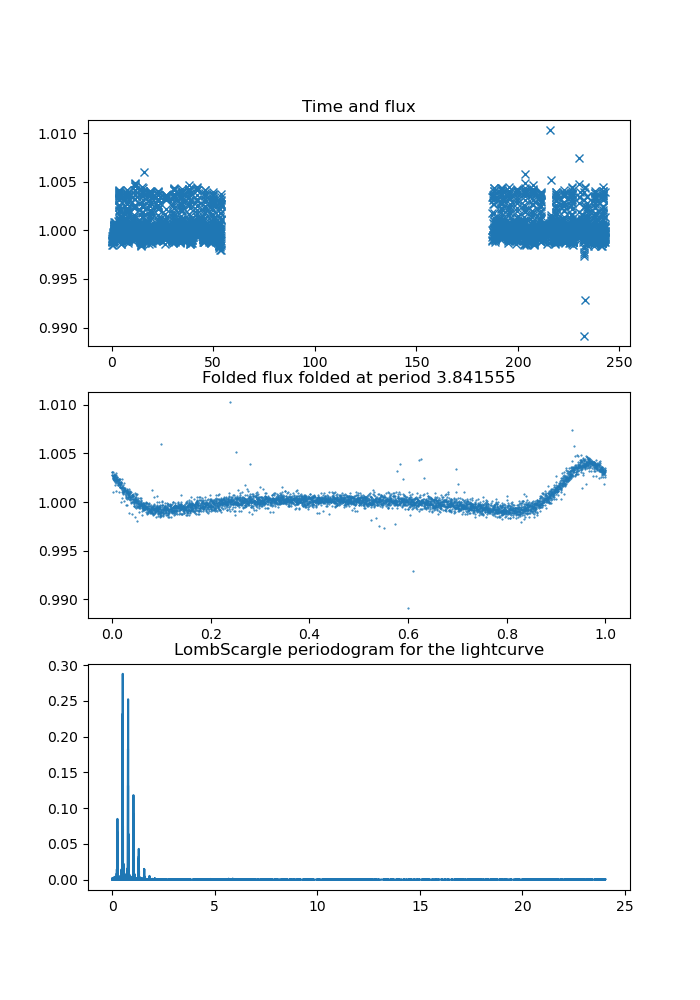 Time and flux
1.010
1.005
1.000
0.995
0.990
0 50 100 150 200 250
Folded flux folded at period 3.841555
1.010
1.005
1.000
0.995
0.990
0.0 0.2 0.4 0.6 0.8 1.0
LombScargle periodogram for the lightcurve
0.30
0.25
0.20
0.15
0.10
0.05
0.00
0 5 10 15 20 25